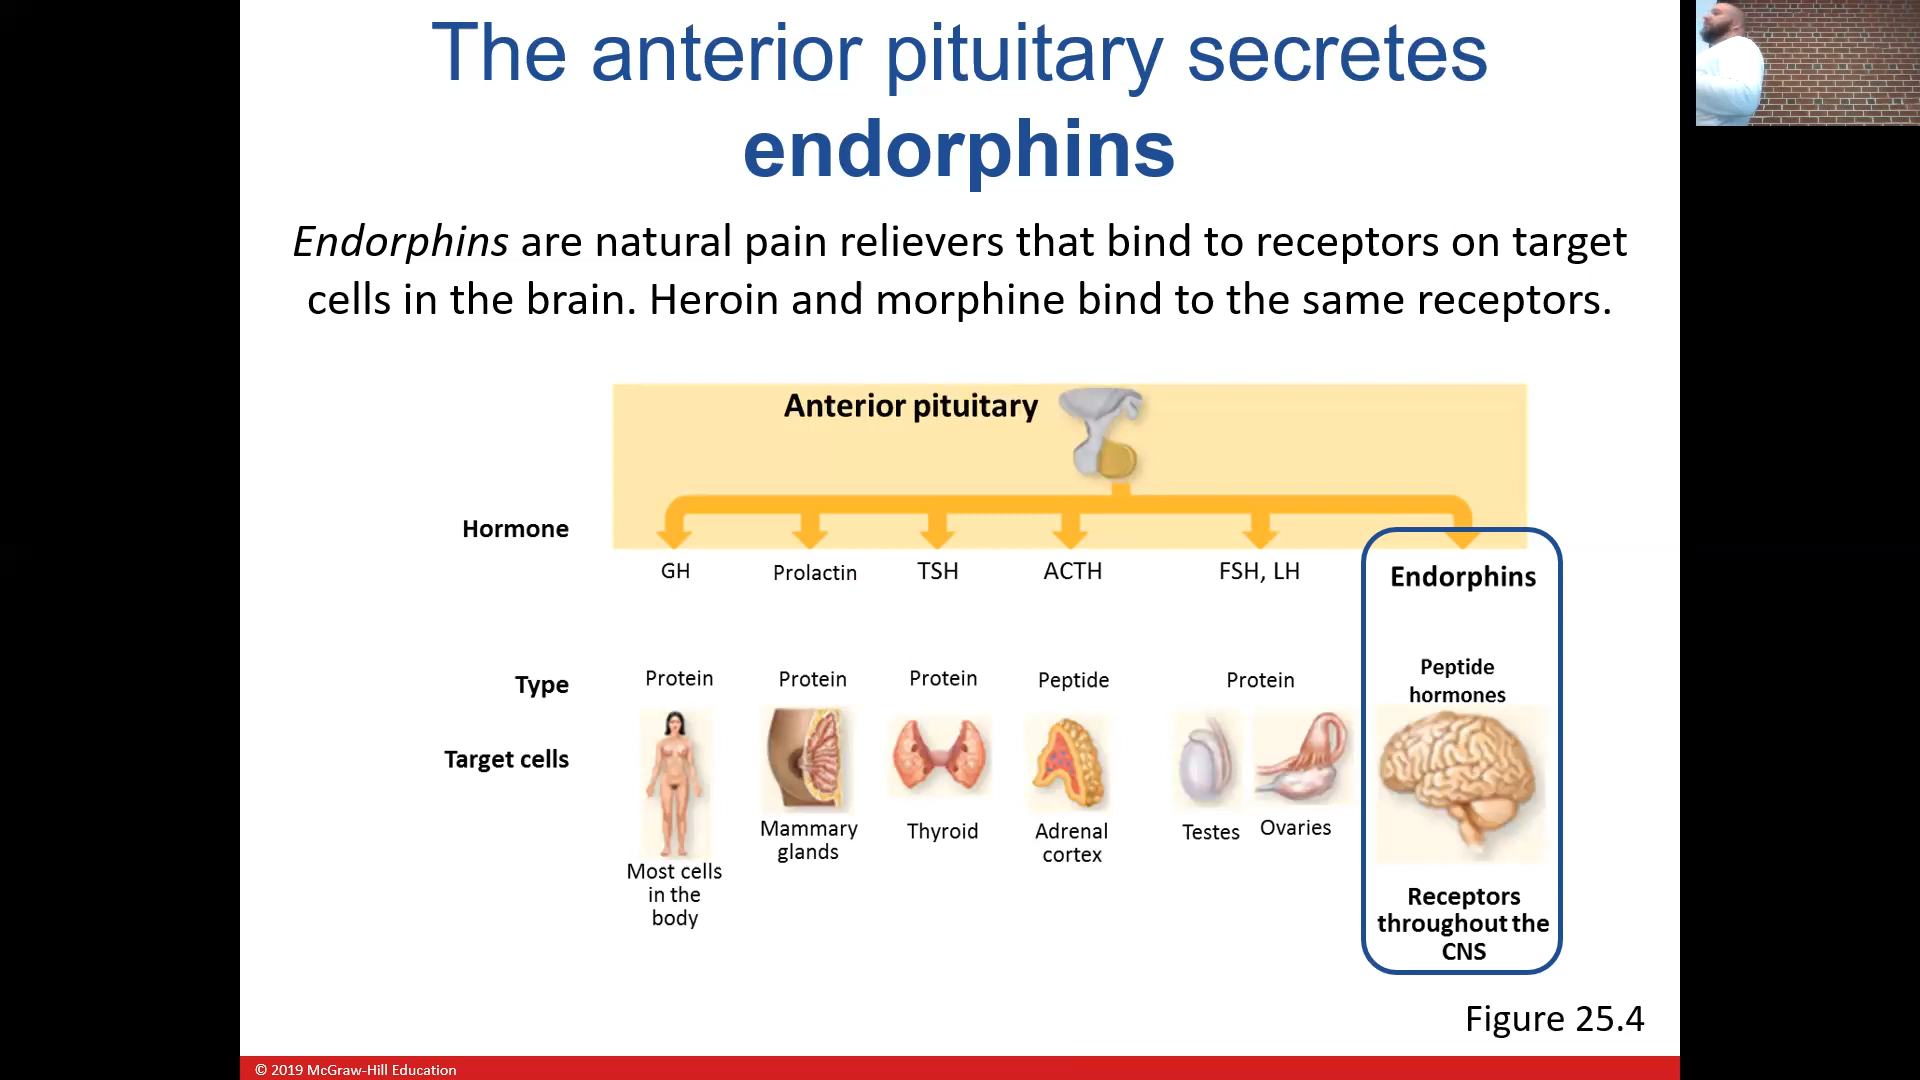 The anterior pituitary secretes
endorphins
Endorphins are natural pain relievers that bind to receptors on target
cells in the brain. Heroin and morphine bind to the same receptors.
Anterior pituitary
Hormone
GH
Prolactin
TSH
ACTH
FSH, LH
Endorphins
Type
Protein
Protein
Protein
Peptide
Protein
Peptide
hormones
Target cells
Most cells
in the
body
Mammary
glands
Thyroid
Adrenal
cortex
Testes
Ovaries
Receptors
throughout the
CNS
Figure 25.4
© 2019 McGraw-Hill Education